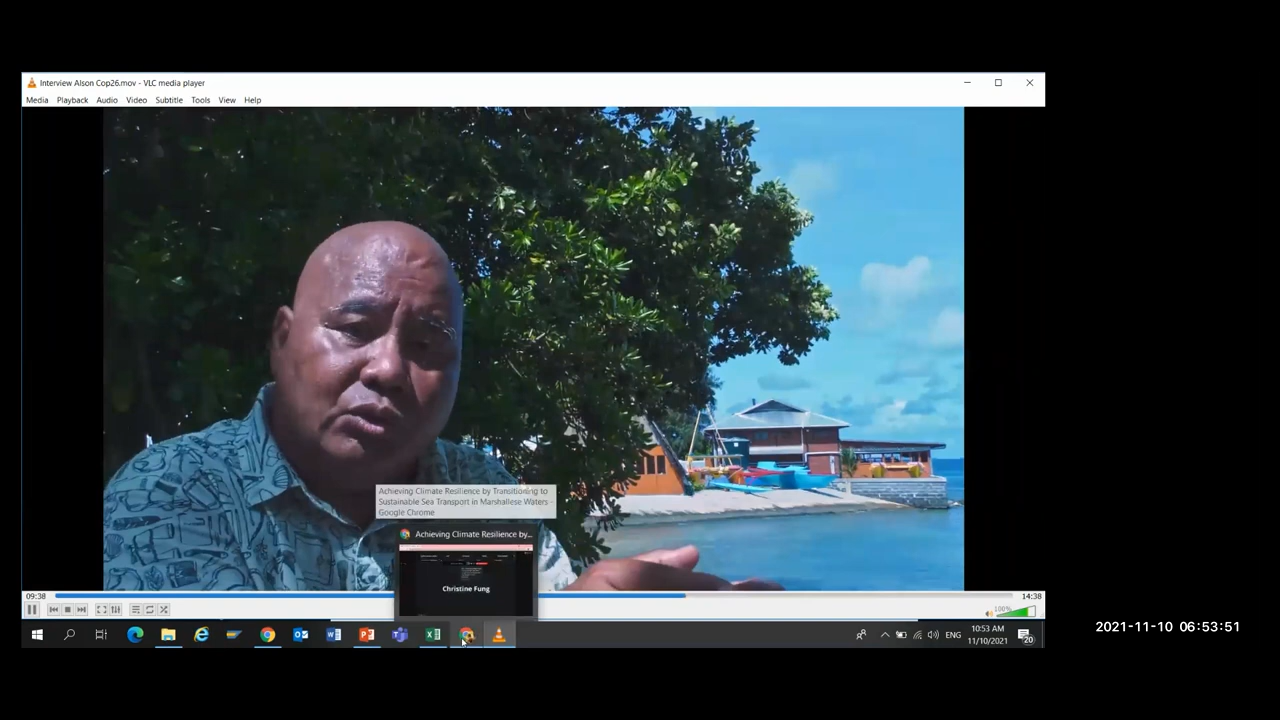 Interview Alson Cop26.mov - VLC media player
Media Playback Audio Video Subtitle Tools View Help
Achieving Climate Resilience by Transitioning to
Sustainable Sea Transport in Marshallese Waters -
Google Chrome
Achieving Climate Resilience by...
Christine Fung
09:38
14:38
100%
ENG
10:53 AM
11/10/2021
20
2021-11-10 06:53:51